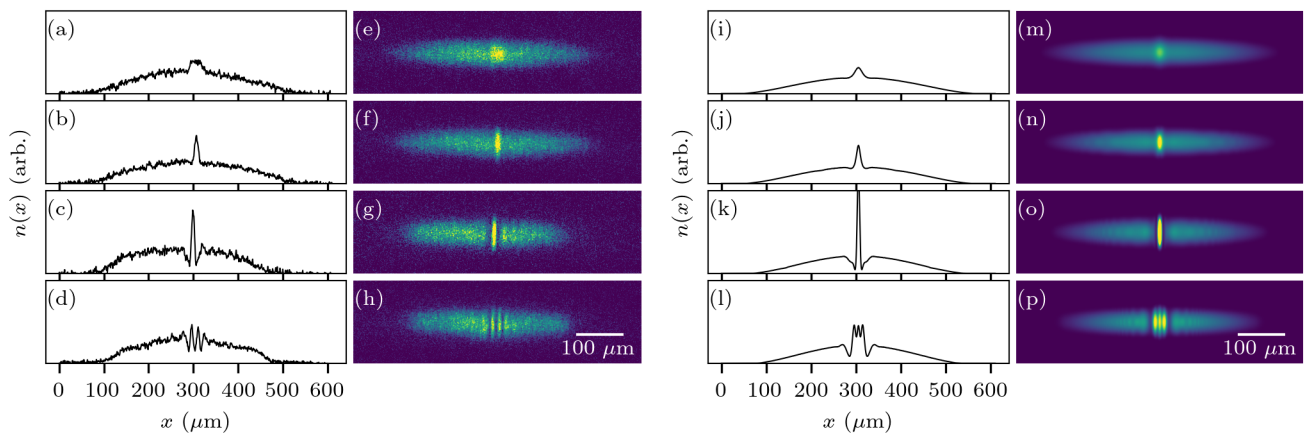 (a) (e) (i) (m)
(b) (f) (j) (n)
(c) (g) (k) (o)
(d) (h) (l) (p)
n(x) (arb.) n(x) (arb.)
100 μm 100 μm
0 100 200 300 400 500 600 0 100 200 300 400 500 600
x (μm) x (μm)